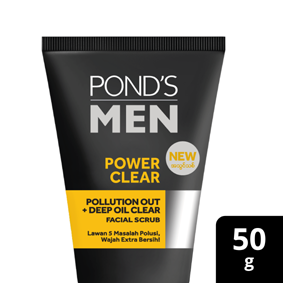 POND'S
MEN
POWER
CLEAR
NEW
POLLUTION OUT
+ DEEP OIL CLEAR
FACIAL SCRUB
Lawan 5 Masalah Polusi,
Wajah Extra Bersih!
50
g